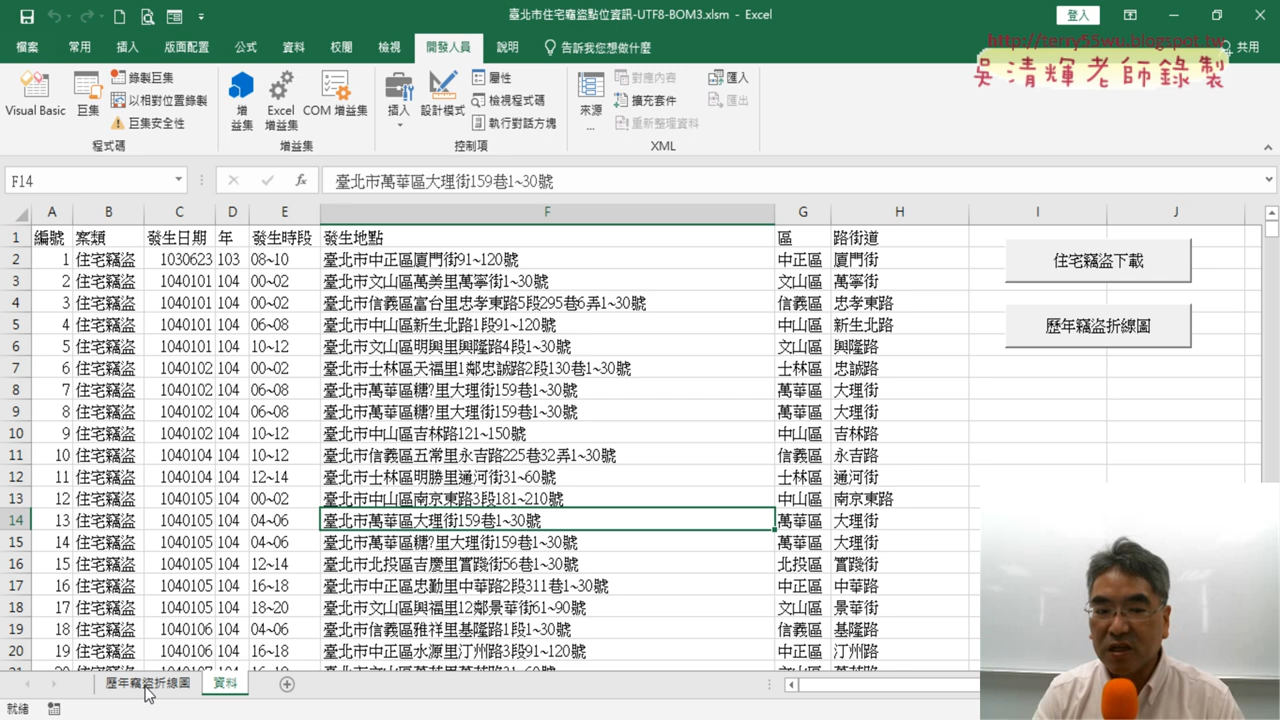 臺北市住宅竊盜點位資訊-UTF8-BOM3.xlsm - Excel
登入
檔案 常用 插入 版面配置 公式 資料 校閱 檢視 開發人員 說明 告訴我您想做什麼 共用
http://terry55wu.blogspot.tw
吳清輝老師錄製
Visual Basic 巨集 錄製巨集 以相對位置錄製 巨集安全性 程式碼
增益集 Excel 增益集 COM 增益集 增益集
插入 設計模式 屬性 檢視程式碼 執行對話方塊 控制項
來源... 對應內容 擴充套件 重新整理資料 匯入 匯出 XML
F14 fx 臺北市萬華區大理街159巷1~30號
A B C D E F G H I J
1 編號 案類 發生日期 年 發生時段 發生地點 區 路街道
2 1 住宅竊盜 1030623 103 08~10 臺北市中正區廈門街91~120號 中正區 廈門街
3 2 住宅竊盜 1040101 104 00~02 臺北市文山區萬美里萬寧街1~30號 文山區 萬寧街
4 3 住宅竊盜 1040101 104 00~02 臺北市信義區富台里忠孝東路5段295巷6弄1~30號 信義區 忠孝東路
5 4 住宅竊盜 1040101 104 06~08 臺北市中山區新生北路1段91~120號 中山區 新生北路
6 5 住宅竊盜 1040101 104 10~12 臺北市文山區明興里興隆路4段1~30號 文山區 興隆路
7 6 住宅竊盜 1040102 104 00~02 臺北市士林區天福里1鄰忠誠路2段130巷1~30號 士林區 忠誠路
8 7 住宅竊盜 1040102 104 06~08 臺北市萬華區糖?里大理街159巷1~30號 萬華區 大理街
9 8 住宅竊盜 1040102 104 06~08 臺北市萬華區糖?里大理街159巷1~30號 萬華區 大理街
10 9 住宅竊盜 1040102 104 10~12 臺北市中山區吉林路121~150號 中山區 吉林路
11 10 住宅竊盜 1040104 104 10~12 臺北市信義區五常里永吉路225巷32弄1~30號 信義區 永吉路
12 11 住宅竊盜 1040104 104 12~14 臺北市士林區明勝里通河街31~60號 士林區 通河街
13 12 住宅竊盜 1040105 104 00~02 臺北市中山區南京東路3段181~210號 中山區 南京東路
14 13 住宅竊盜 1040105 104 04~06 臺北市萬華區大理街159巷1~30號 萬華區 大理街
15 14 住宅竊盜 1040105 104 04~06 臺北市萬華區糖?里大理街159巷1~30號 萬華區 大理街
16 15 住宅竊盜 1040105 104 12~14 臺北市北投區吉慶里實踐街56巷1~30號 北投區 實踐街
17 16 住宅竊盜 1040105 104 16~18 臺北市中正區忠勤里中華路2段311巷1~30號 中正區 中華路
18 17 住宅竊盜 1040105 104 18~20 臺北市文山區興福里12鄰景華街61~90號 文山區 景華街
19 18 住宅竊盜 1040106 104 04~06 臺北市信義區雅祥里基隆路1段1~30號 信義區 基隆路
20 19 住宅竊盜 1040106 104 16~18 臺北市中正區水源里汀州路3段91~120號 中正區 汀州路
住宅竊盜下載
歷年竊盜折線圖
歷年竊盜折線圖 資料
就緒